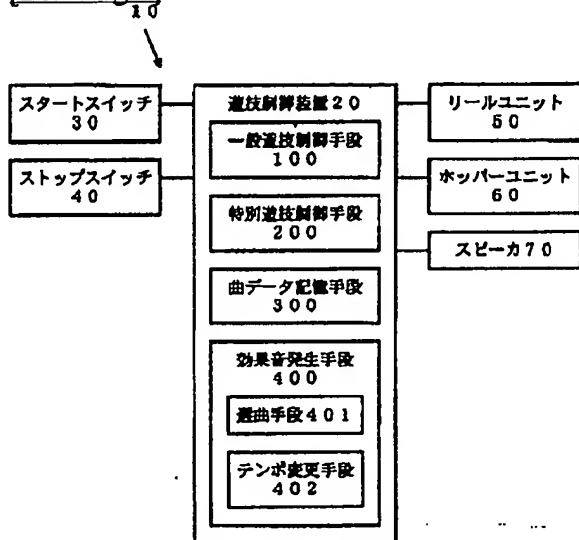 10
スタートスイッチ
30
ストップスイッチ
40
遊技制御装置20
一般遊技制御手段
100
特別遊技制御手段
200
曲データ記憶手段
300
効果音発生手段
400
選曲手段401
テンポ変更手段
402
リールユニット
50
ホッパーユニット
60
スピーカ70